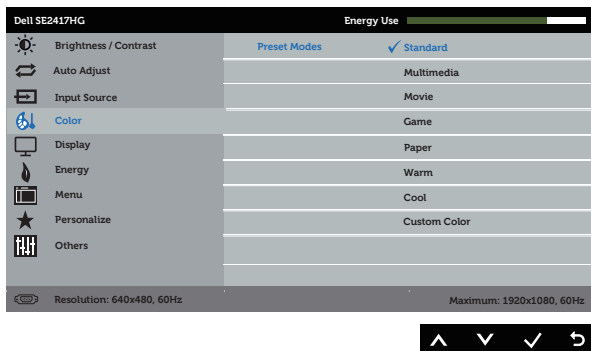 Dell SE2417HG Energy Use
Brightness / Contrast Preset Modes Standard
Auto Adjust Multimedia
Input Source Movie
Color Game
Display Paper
Energy Warm
Menu Cool
Personalize Custom Color
Others
Resolution: 640x480, 60Hz Maximum: 1920x1080, 60Hz